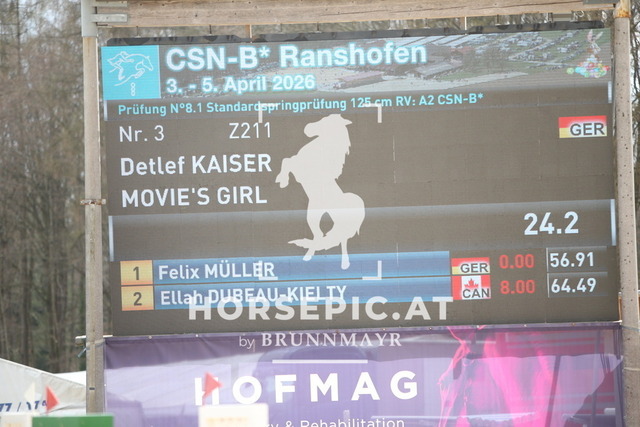 CSN-B* Ranshofen
3. - 5. April 2026
Prüfung N°8.1 Standardspringprüfung 125 cm RV: A2 CSN-B*
Nr. 3 Z211 GER
Detlef KAISER
MOVIE'S GIRL
24.2
1 Felix MÜLLER GER 0.00 56.91
2 Ellah DUBEAU-KIELTY CAN 8.00 64.49
HORSEPIC.AT
by BRUNNMAYR
HOFMAG
& Rehabilitation